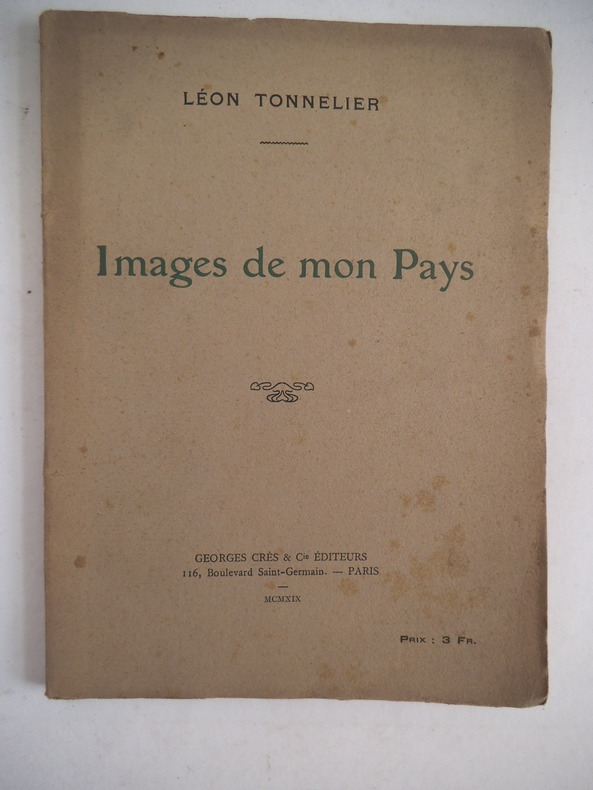 LÉON TONNELIER
Images de mon Pays
GEORGES CRÈS & Cie ÉDITEURS
116, Boulevard Saint-Germain. — PARIS
MCMXIX
PRIX : 3 FR.